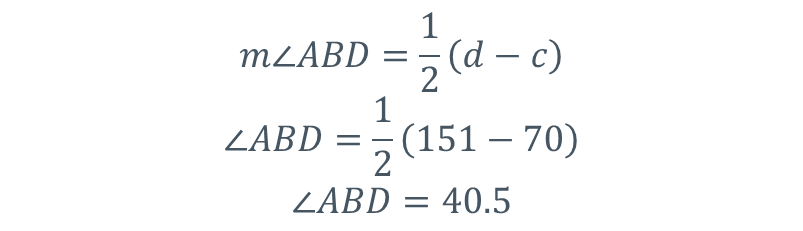 m∠ABD = 1/2 (d − c)
∠ABD = 1/2 (151 − 70)
∠ABD = 40.5